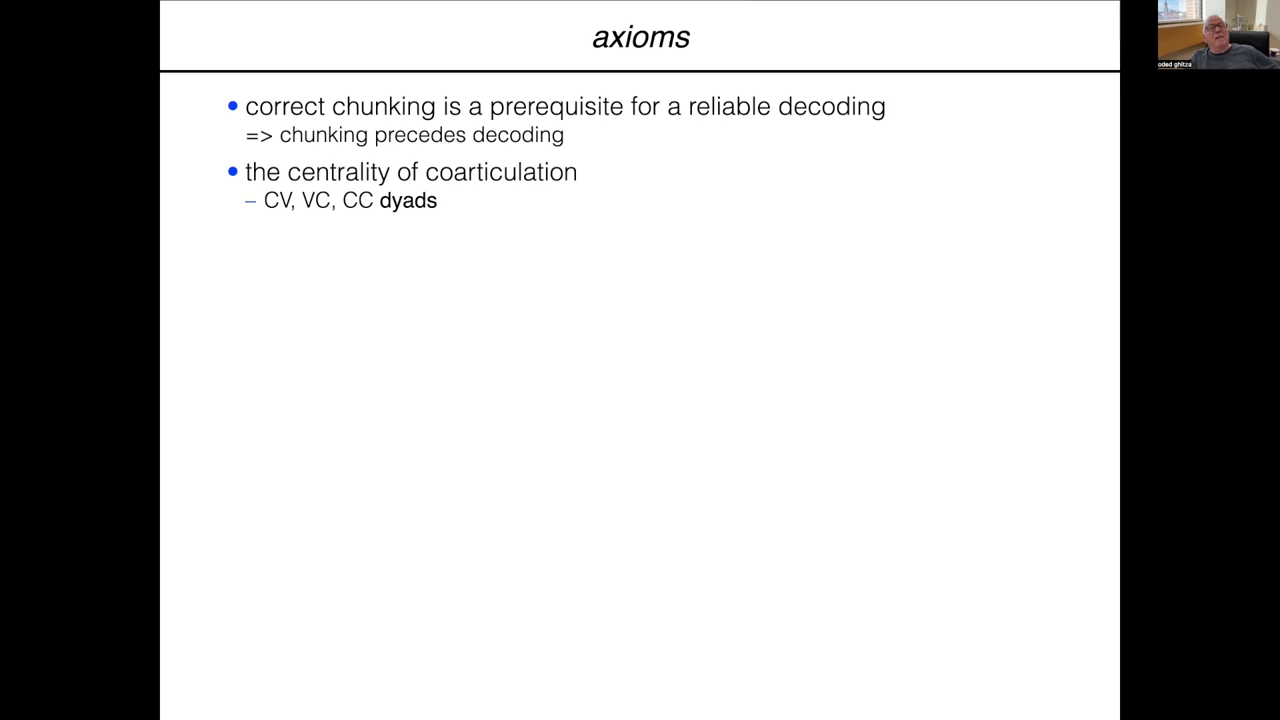 axioms
oded ghitza
• correct chunking is a prerequisite for a reliable decoding
=> chunking precedes decoding
• the centrality of coarticulation
– CV, VC, CC dyads